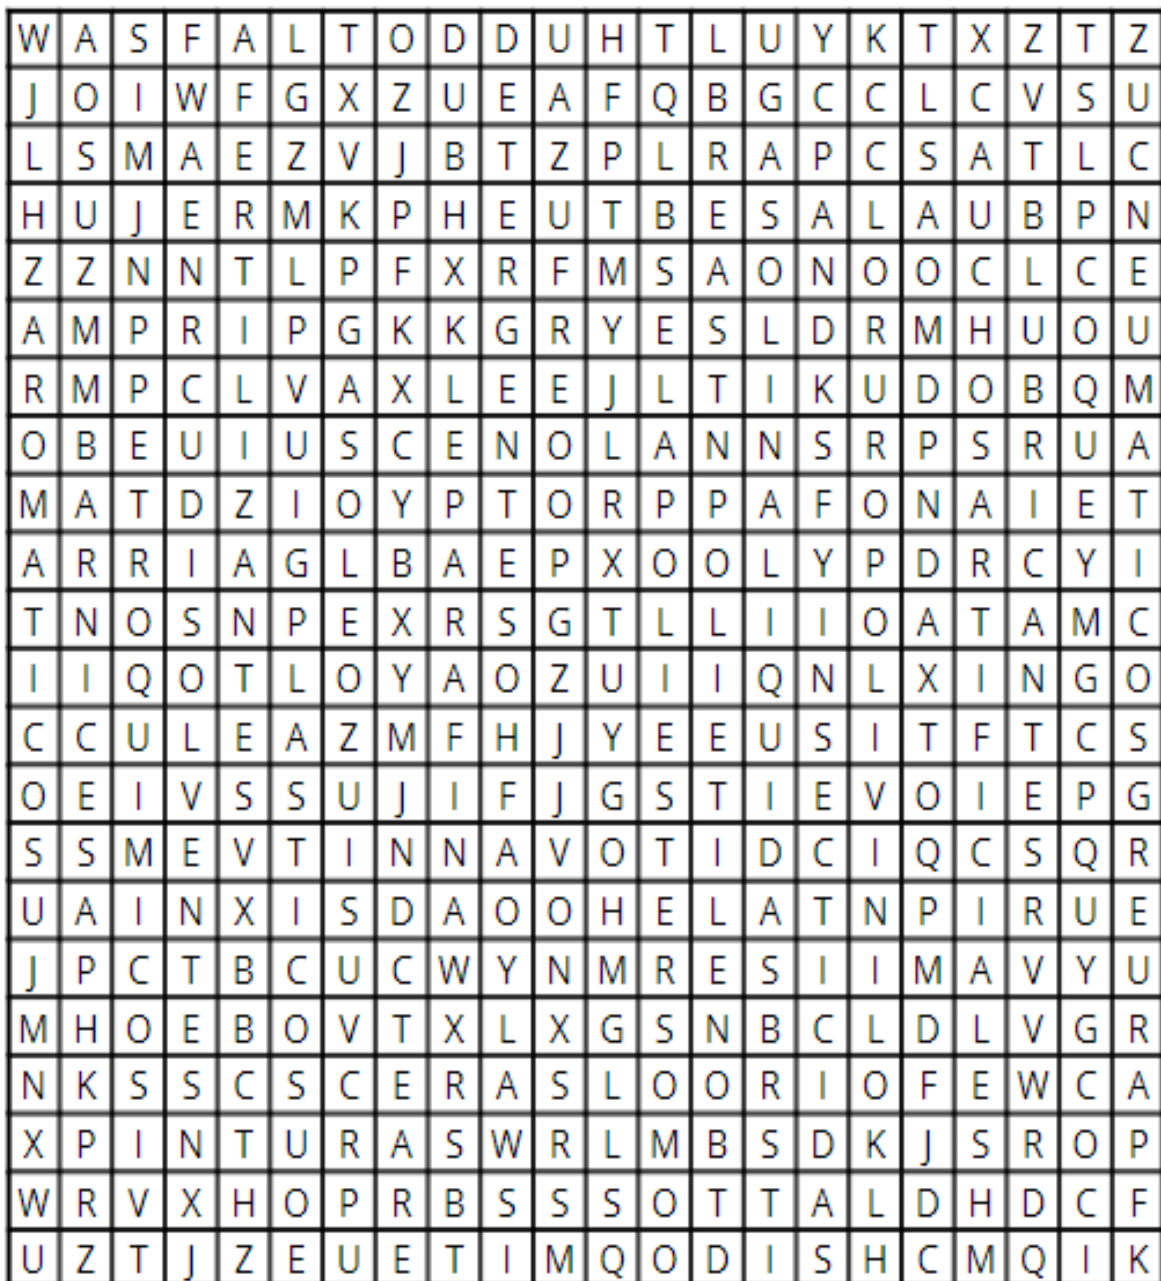 W A S F A L T O D D U H T L U Y K T X Z T Z
J O I W F G X Z U E A F Q B G C C L C V S U
L S M A E Z V J B T Z P L R A P C S A T L C
H U J E R M K P H E U T B E S A L A U B P N
Z Z N N T L P F X R F M S A O N O O C L C E
A M P R I P G K K G R Y E S L D R M H U O U
R M P C L V A X L E E J L T I K U D O B Q M
O B E U I U S C E N O L A N N S R P S R U A
M A T D Z I O Y P T O R P P A F O N A I E T
A R R I A G L B A E P X O O L Y P D R C Y I
T N O S N P E X R S G T L L I I O A T A M C
I I Q O T L O Y A O Z U I I Q N L X I N G O
C C U L E A Z M F H J Y E E U S I T F T C S
O E I V S S U J I F J G S T I E V O I E P G
S S M E V T I N N A V O T I D C I Q C S Q R
U A I N X I S D A O O H E L A T N P I R U E
J P C T B C U C W Y N M R E S I I M A V Y U
M H O E B O V T X L X G S N B C L D L V G R
N K S S C S C E R A S L O O R I O F E W C A
X P I N T U R A S W R L M B S D K J S R O P
W R V X H O P R B S S S O T T A L D H D C F
U Z T J Z E U E T I M Q O D I S H C M Q I K